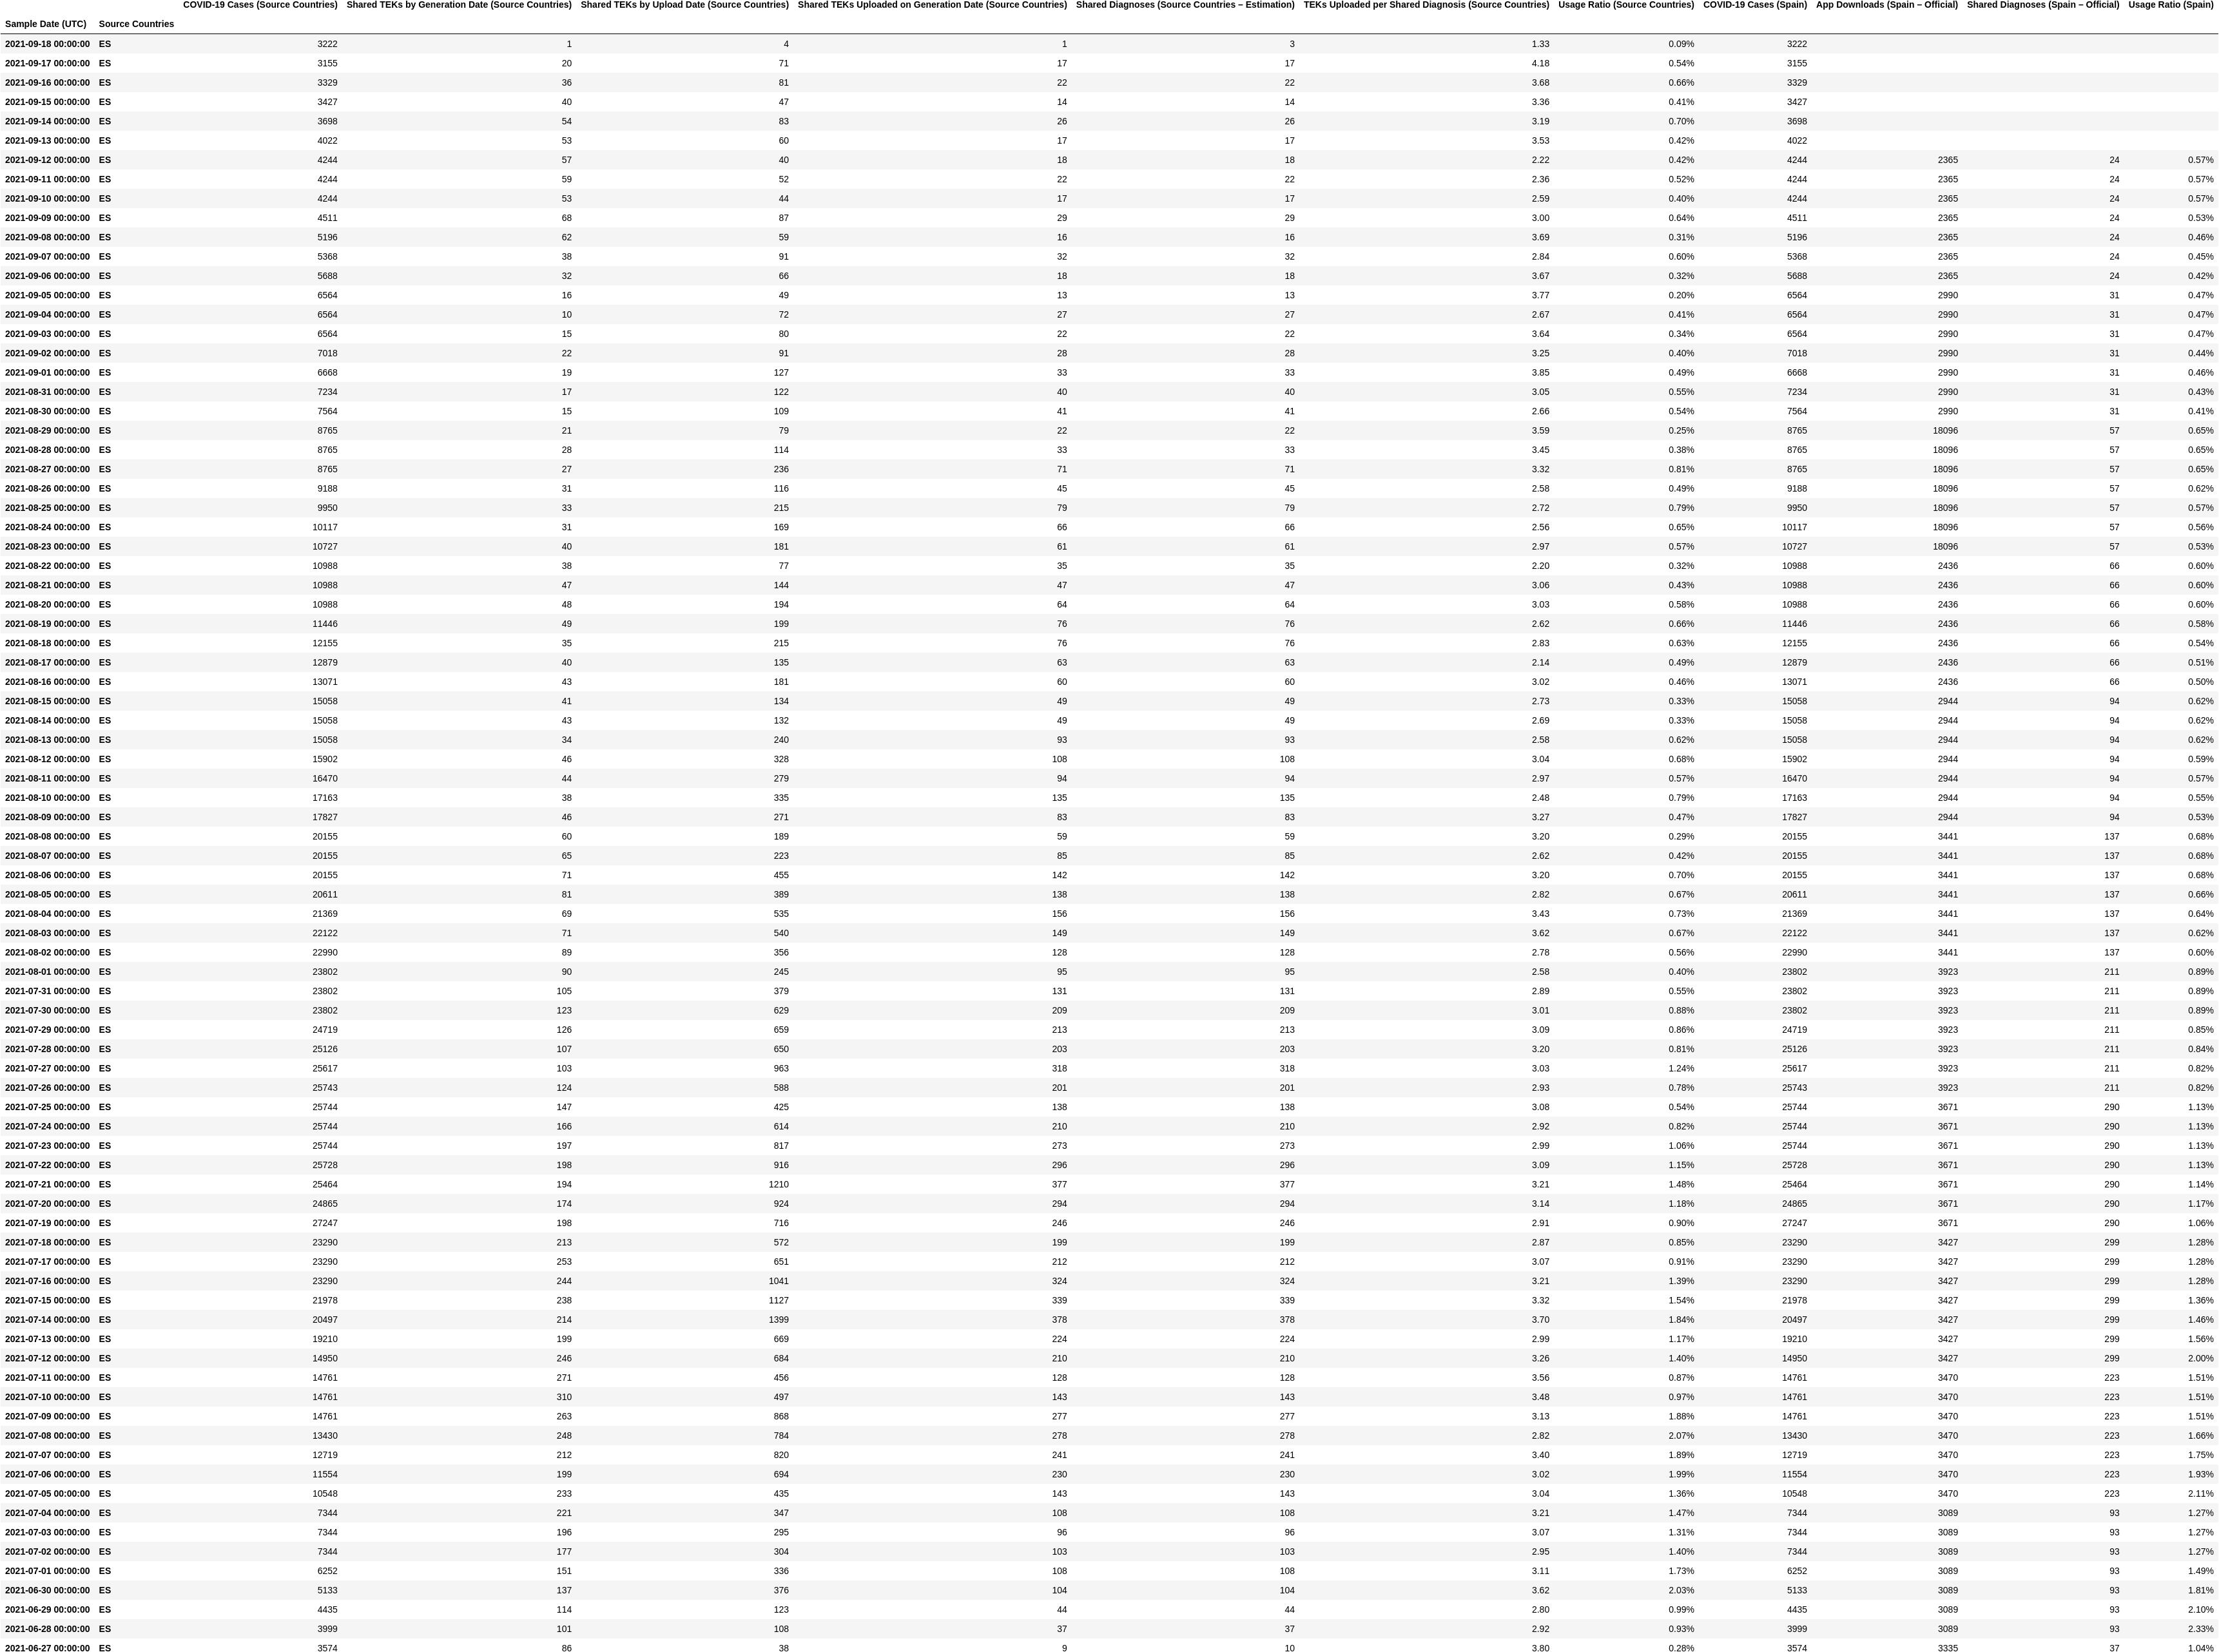 COVID-19 Cases (Source Countries) Shared TEKs by Generation Date (Source Countries) Shared TEKs by Upload Date (Source Countries) Shared TEKs Uploaded on Generation Date (Source Countries) Shared Diagnoses (Source Countries – Estimation) TEKs Uploaded per Shared Diagnosis (Source Countries) Usage Ratio (Source Countries) COVID-19 Cases (Spain) App Downloads (Spain – Official) Shared Diagnoses (Spain – Official) Usage Ratio (Spain)
Sample Date (UTC) Source Countries
2021-09-18 00:00:00 ES 3222 1 4 1 3 1.33 0.09% 3222
2021-09-17 00:00:00 ES 3155 20 71 17 17 4.18 0.54% 3155
2021-09-16 00:00:00 ES 3329 36 81 22 22 3.68 0.66% 3329
2021-09-15 00:00:00 ES 3427 40 47 14 14 3.36 0.41% 3427
2021-09-14 00:00:00 ES 3698 54 83 26 26 3.19 0.70% 3698
2021-09-13 00:00:00 ES 4022 53 60 17 17 3.53 0.42% 4022
2021-09-12 00:00:00 ES 4244 57 40 18 18 2.22 0.42% 4244 2365 24 0.57%
2021-09-11 00:00:00 ES 4244 59 52 22 22 2.36 0.52% 4244 2365 24 0.57%
2021-09-10 00:00:00 ES 4244 53 44 17 17 2.59 0.40% 4244 2365 24 0.57%
2021-09-09 00:00:00 ES 4511 68 87 29 29 3.00 0.64% 4511 2365 24 0.53%
2021-09-08 00:00:00 ES 5196 62 59 16 16 3.69 0.31% 5196 2365 24 0.46%
2021-09-07 00:00:00 ES 5368 38 91 32 32 2.84 0.60% 5368 2365 24 0.45%
2021-09-06 00:00:00 ES 5688 32 66 18 18 3.67 0.32% 5688 2365 24 0.42%
2021-09-05 00:00:00 ES 6564 16 49 13 13 3.77 0.20% 6564 2990 31 0.47%
2021-09-04 00:00:00 ES 6564 10 72 27 27 2.67 0.41% 6564 2990 31 0.47%
2021-09-03 00:00:00 ES 6564 15 80 22 22 3.64 0.34% 6564 2990 31 0.47%
2021-09-02 00:00:00 ES 7018 22 91 28 28 3.25 0.40% 7018 2990 31 0.44%
2021-09-01 00:00:00 ES 6668 19 127 33 33 3.85 0.49% 6668 2990 31 0.46%
2021-08-31 00:00:00 ES 7234 17 122 40 40 3.05 0.55% 7234 2990 31 0.43%
2021-08-30 00:00:00 ES 7564 15 109 41 41 2.66 0.54% 7564 2990 31 0.41%
2021-08-29 00:00:00 ES 8765 21 79 22 22 3.59 0.25% 8765 18096 57 0.65%
2021-08-28 00:00:00 ES 8765 28 114 33 33 3.45 0.38% 8765 18096 57 0.65%
2021-08-27 00:00:00 ES 8765 27 236 71 71 3.32 0.81% 8765 18096 57 0.65%
2021-08-26 00:00:00 ES 9188 31 116 45 45 2.58 0.49% 9188 18096 57 0.62%
2021-08-25 00:00:00 ES 9950 33 215 79 79 2.72 0.79% 9950 18096 57 0.57%
2021-08-24 00:00:00 ES 10117 31 169 66 66 2.56 0.65% 10117 18096 57 0.56%
2021-08-23 00:00:00 ES 10727 40 181 61 61 2.97 0.57% 10727 18096 57 0.53%
2021-08-22 00:00:00 ES 10988 38 77 35 35 2.20 0.32% 10988 2436 66 0.60%
2021-08-21 00:00:00 ES 10988 47 144 47 47 3.06 0.43% 10988 2436 66 0.60%
2021-08-20 00:00:00 ES 10988 48 194 64 64 3.03 0.58% 10988 2436 66 0.60%
2021-08-19 00:00:00 ES 11446 49 199 76 76 2.62 0.66% 11446 2436 66 0.58%
2021-08-18 00:00:00 ES 12155 35 215 76 76 2.83 0.63% 12155 2436 66 0.54%
2021-08-17 00:00:00 ES 12879 40 135 63 63 2.14 0.49% 12879 2436 66 0.51%
2021-08-16 00:00:00 ES 13071 43 181 60 60 3.02 0.46% 13071 2436 66 0.50%
2021-08-15 00:00:00 ES 15058 41 134 49 49 2.73 0.33% 15058 2944 94 0.62%
2021-08-14 00:00:00 ES 15058 43 132 49 49 2.69 0.33% 15058 2944 94 0.62%
2021-08-13 00:00:00 ES 15058 34 240 93 93 2.58 0.62% 15058 2944 94 0.62%
2021-08-12 00:00:00 ES 15902 46 328 108 108 3.04 0.68% 15902 2944 94 0.59%
2021-08-11 00:00:00 ES 16470 44 279 94 94 2.97 0.57% 16470 2944 94 0.57%
2021-08-10 00:00:00 ES 17163 38 335 135 135 2.48 0.79% 17163 2944 94 0.55%
2021-08-09 00:00:00 ES 17827 46 271 83 83 3.27 0.47% 17827 2944 94 0.53%
2021-08-08 00:00:00 ES 20155 60 189 59 59 3.20 0.29% 20155 3441 137 0.68%
2021-08-07 00:00:00 ES 20155 65 223 85 85 2.62 0.42% 20155 3441 137 0.68%
2021-08-06 00:00:00 ES 20155 71 455 142 142 3.20 0.70% 20155 3441 137 0.68%
2021-08-05 00:00:00 ES 20611 81 389 138 138 2.82 0.67% 20611 3441 137 0.66%
2021-08-04 00:00:00 ES 21369 69 535 156 156 3.43 0.73% 21369 3441 137 0.64%
2021-08-03 00:00:00 ES 22122 71 540 149 149 3.62 0.67% 22122 3441 137 0.62%
2021-08-02 00:00:00 ES 22990 89 356 128 128 2.78 0.56% 22990 3441 137 0.60%
2021-08-01 00:00:00 ES 23802 90 245 95 95 2.58 0.40% 23802 3923 211 0.89%
2021-07-31 00:00:00 ES 23802 105 379 131 131 2.89 0.55% 23802 3923 211 0.89%
2021-07-30 00:00:00 ES 23802 123 629 209 209 3.01 0.88% 23802 3923 211 0.89%
2021-07-29 00:00:00 ES 24719 126 659 213 213 3.09 0.86% 24719 3923 211 0.85%
2021-07-28 00:00:00 ES 25126 107 650 203 203 3.20 0.81% 25126 3923 211 0.84%
2021-07-27 00:00:00 ES 25617 103 963 318 318 3.03 1.24% 25617 3923 211 0.82%
2021-07-26 00:00:00 ES 25743 124 588 201 201 2.93 0.78% 25743 3923 211 0.82%
2021-07-25 00:00:00 ES 25744 147 425 138 138 3.08 0.54% 25744 3671 290 1.13%
2021-07-24 00:00:00 ES 25744 166 614 210 210 2.92 0.82% 25744 3671 290 1.13%
2021-07-23 00:00:00 ES 25744 197 817 273 273 2.99 1.06% 25744 3671 290 1.13%
2021-07-22 00:00:00 ES 25728 198 916 296 296 3.09 1.15% 25728 3671 290 1.13%
2021-07-21 00:00:00 ES 25464 194 1210 377 377 3.21 1.48% 25464 3671 290 1.14%
2021-07-20 00:00:00 ES 24865 174 924 294 294 3.14 1.18% 24865 3671 290 1.17%
2021-07-19 00:00:00 ES 27247 198 716 246 246 2.91 0.90% 27247 3671 290 1.06%
2021-07-18 00:00:00 ES 23290 213 572 199 199 2.87 0.85% 23290 3427 299 1.28%
2021-07-17 00:00:00 ES 23290 253 651 212 212 3.07 0.91% 23290 3427 299 1.28%
2021-07-16 00:00:00 ES 23290 244 1041 324 324 3.21 1.39% 23290 3427 299 1.28%
2021-07-15 00:00:00 ES 21978 238 1127 339 339 3.32 1.54% 21978 3427 299 1.36%
2021-07-14 00:00:00 ES 20497 214 1399 378 378 3.70 1.84% 20497 3427 299 1.46%
2021-07-13 00:00:00 ES 19210 199 669 224 224 2.99 1.17% 19210 3427 299 1.56%
2021-07-12 00:00:00 ES 14950 246 684 210 210 3.26 1.40% 14950 3427 299 2.00%
2021-07-11 00:00:00 ES 14761 271 456 128 128 3.56 0.87% 14761 3470 223 1.51%
2021-07-10 00:00:00 ES 14761 310 497 143 143 3.48 0.97% 14761 3470 223 1.51%
2021-07-09 00:00:00 ES 14761 263 868 277 277 3.13 1.88% 14761 3470 223 1.51%
2021-07-08 00:00:00 ES 13430 248 784 278 278 2.82 2.07% 13430 3470 223 1.66%
2021-07-07 00:00:00 ES 12719 212 820 241 241 3.40 1.89% 12719 3470 223 1.75%
2021-07-06 00:00:00 ES 11554 199 694 230 230 3.02 1.99% 11554 3470 223 1.93%
2021-07-05 00:00:00 ES 10548 233 435 143 143 3.04 1.36% 10548 3470 223 2.11%
2021-07-04 00:00:00 ES 7344 221 347 108 108 3.21 1.47% 7344 3089 93 1.27%
2021-07-03 00:00:00 ES 7344 196 295 96 96 3.07 1.31% 7344 3089 93 1.27%
2021-07-02 00:00:00 ES 7344 177 304 103 103 2.95 1.40% 7344 3089 93 1.27%
2021-07-01 00:00:00 ES 6252 151 336 108 108 3.11 1.73% 6252 3089 93 1.49%
2021-06-30 00:00:00 ES 5133 137 376 104 104 3.62 2.03% 5133 3089 93 1.81%
2021-06-29 00:00:00 ES 4435 114 123 44 44 2.80 0.99% 4435 3089 93 2.10%
2021-06-28 00:00:00 ES 3999 101 108 37 37 2.92 0.93% 3999 3089 93 2.33%
2021-06-27 00:00:00 ES 3574 86 38 9 10 3.80 0.28% 3574 3335 37 1.04%